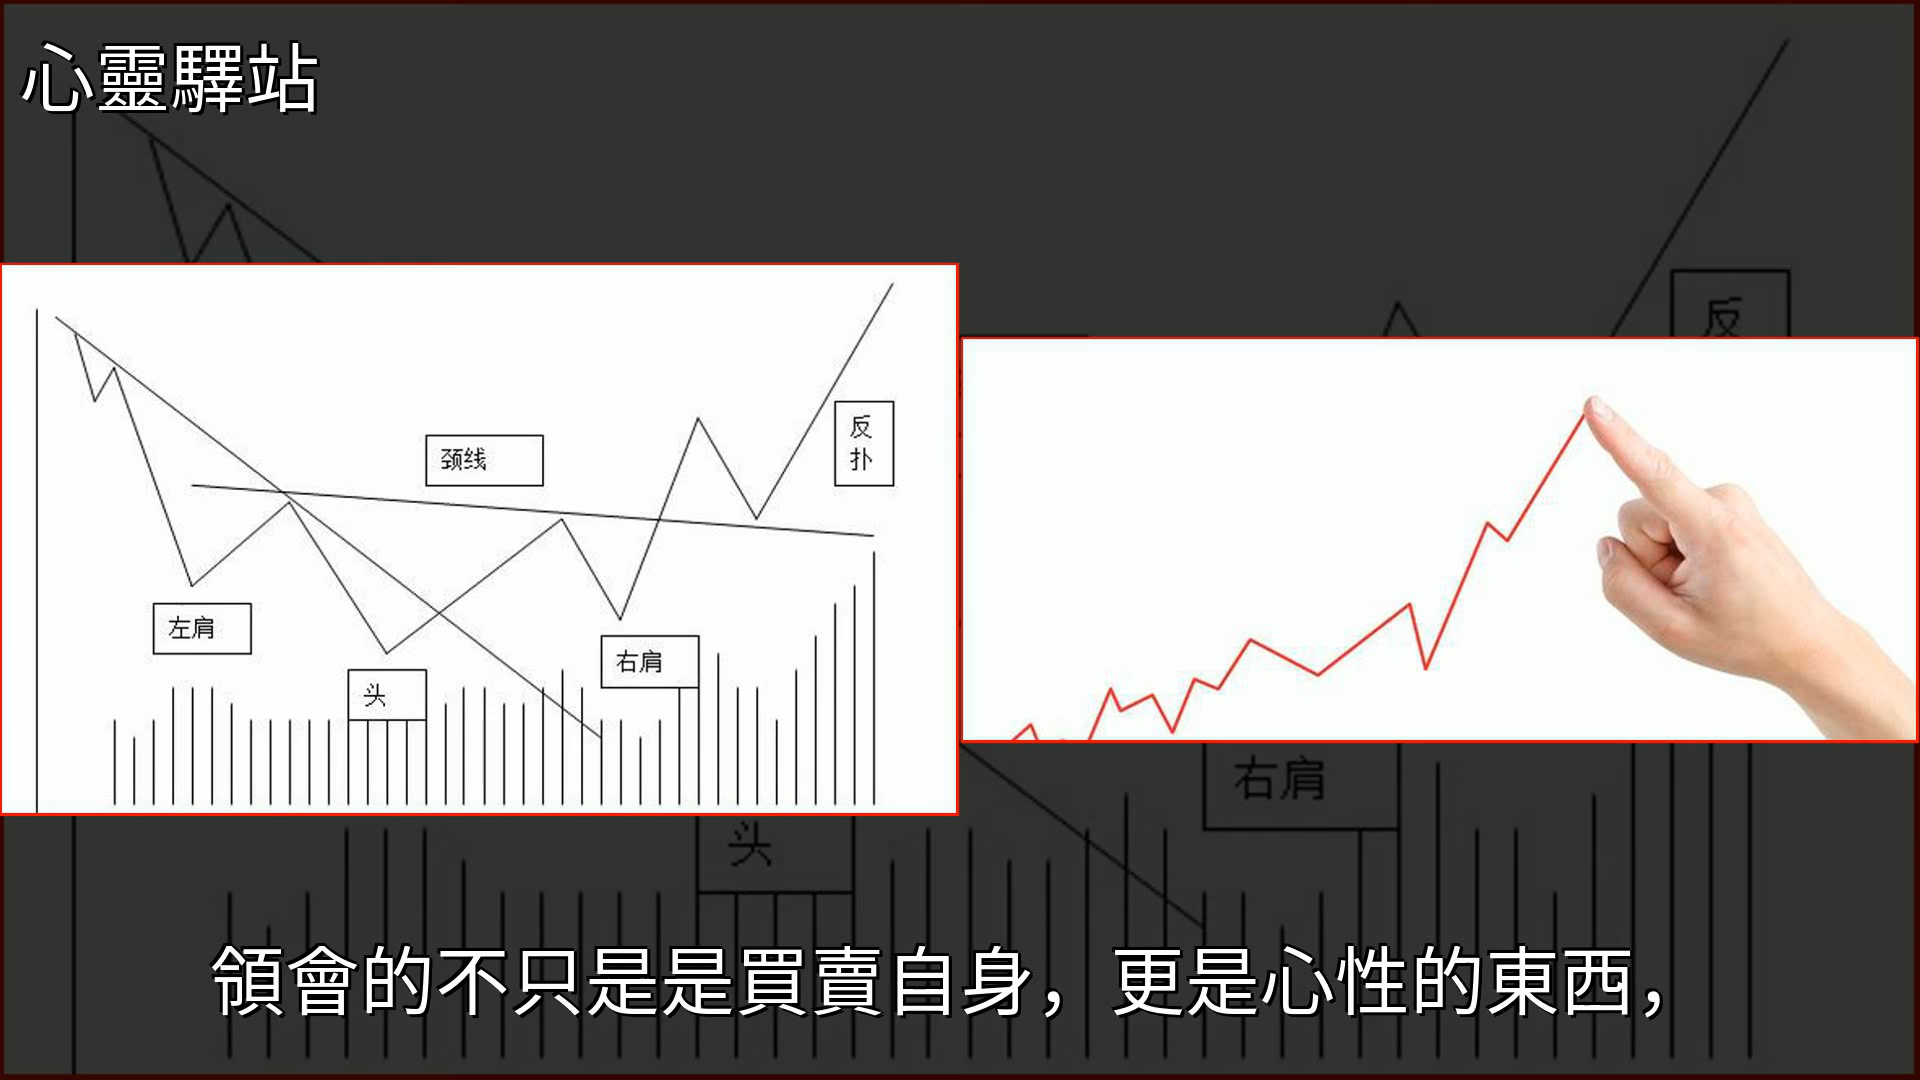 心靈驛站
反
反
扑
颈线
左肩
右肩
头
右肩
头
領會的不只是是買賣自身，更是心性的東西，